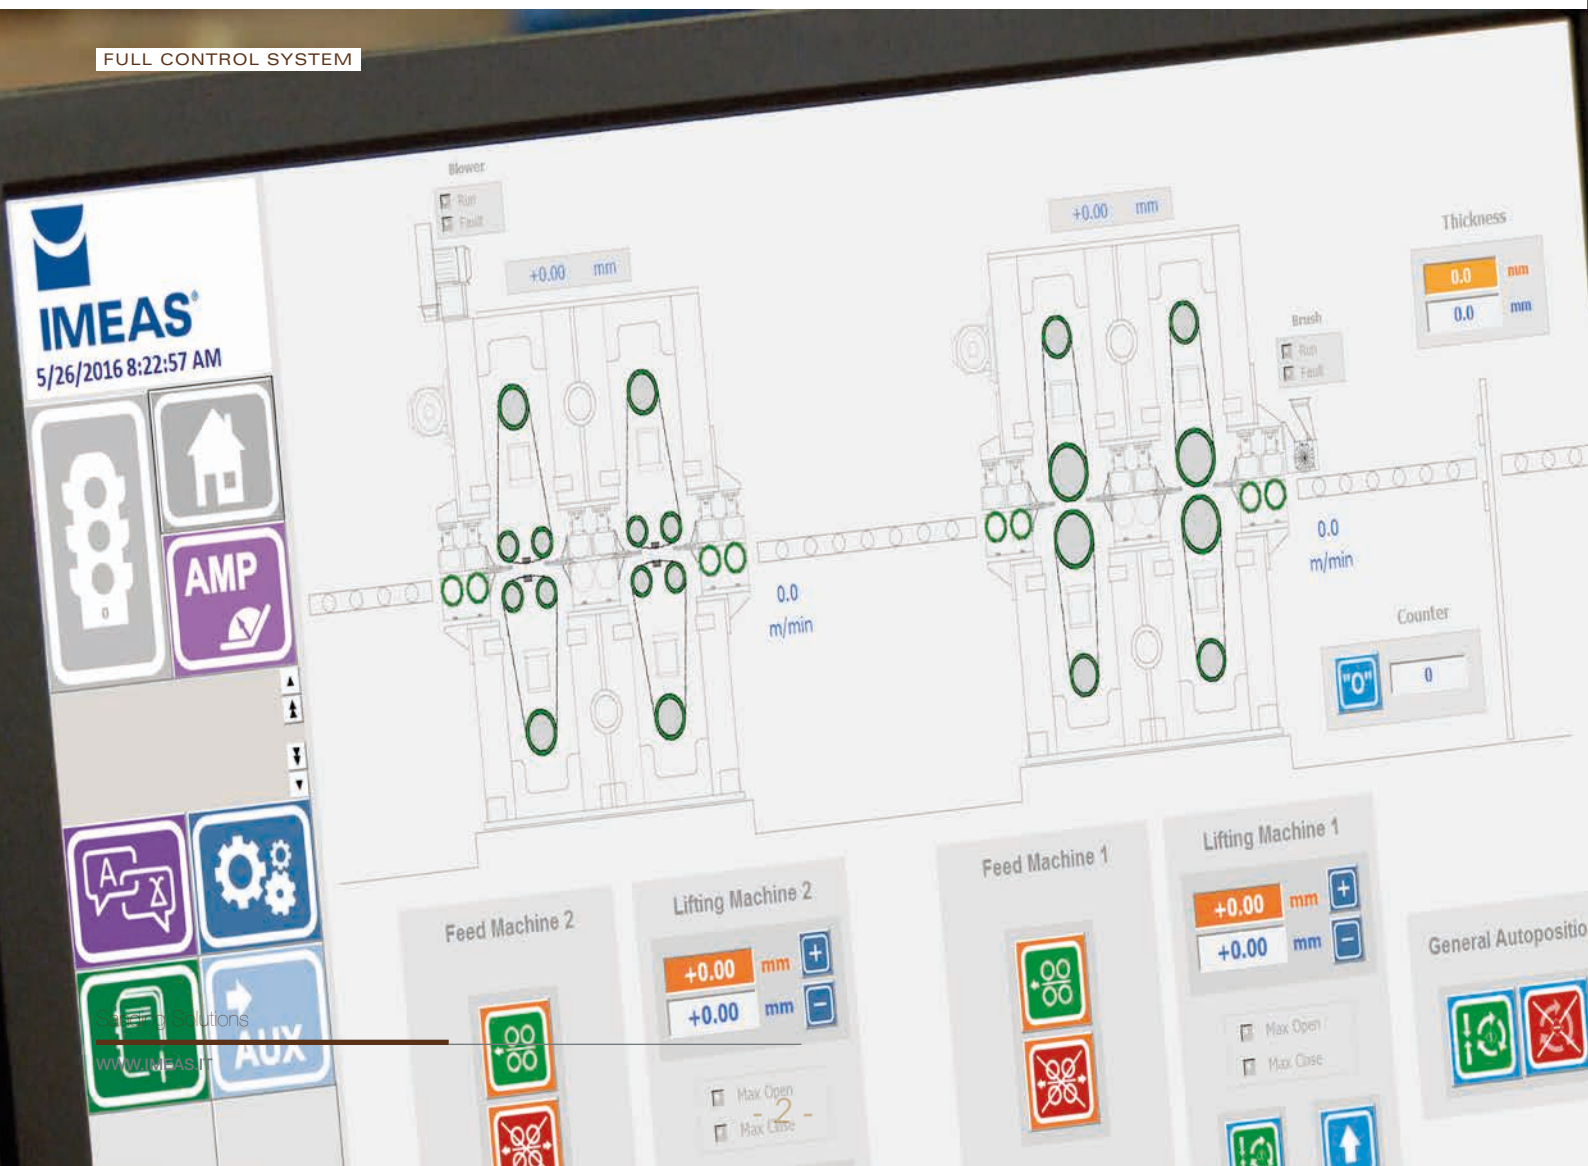 FULL CONTROL SYSTEM
IMEAS®
5/26/2016 8:22:57 AM
AMP
AUX
Blower
Run
Fault
+0.00 mm
+0.00 mm
Brush
Run
Fault
Thickness
0.0 mm
0.0 mm
0.0
m/min
0.0
m/min
Counter
"0" 0
Feed Machine 2
Lifting Machine 2
+0.00 mm +
+0.00 mm −
Max Open
Max Close
Feed Machine 1
Lifting Machine 1
+0.00 mm +
+0.00 mm −
Max Open
Max Close
General Autopositio
Sanding Solutions
WWW.IMEAS.IT
- 2 -